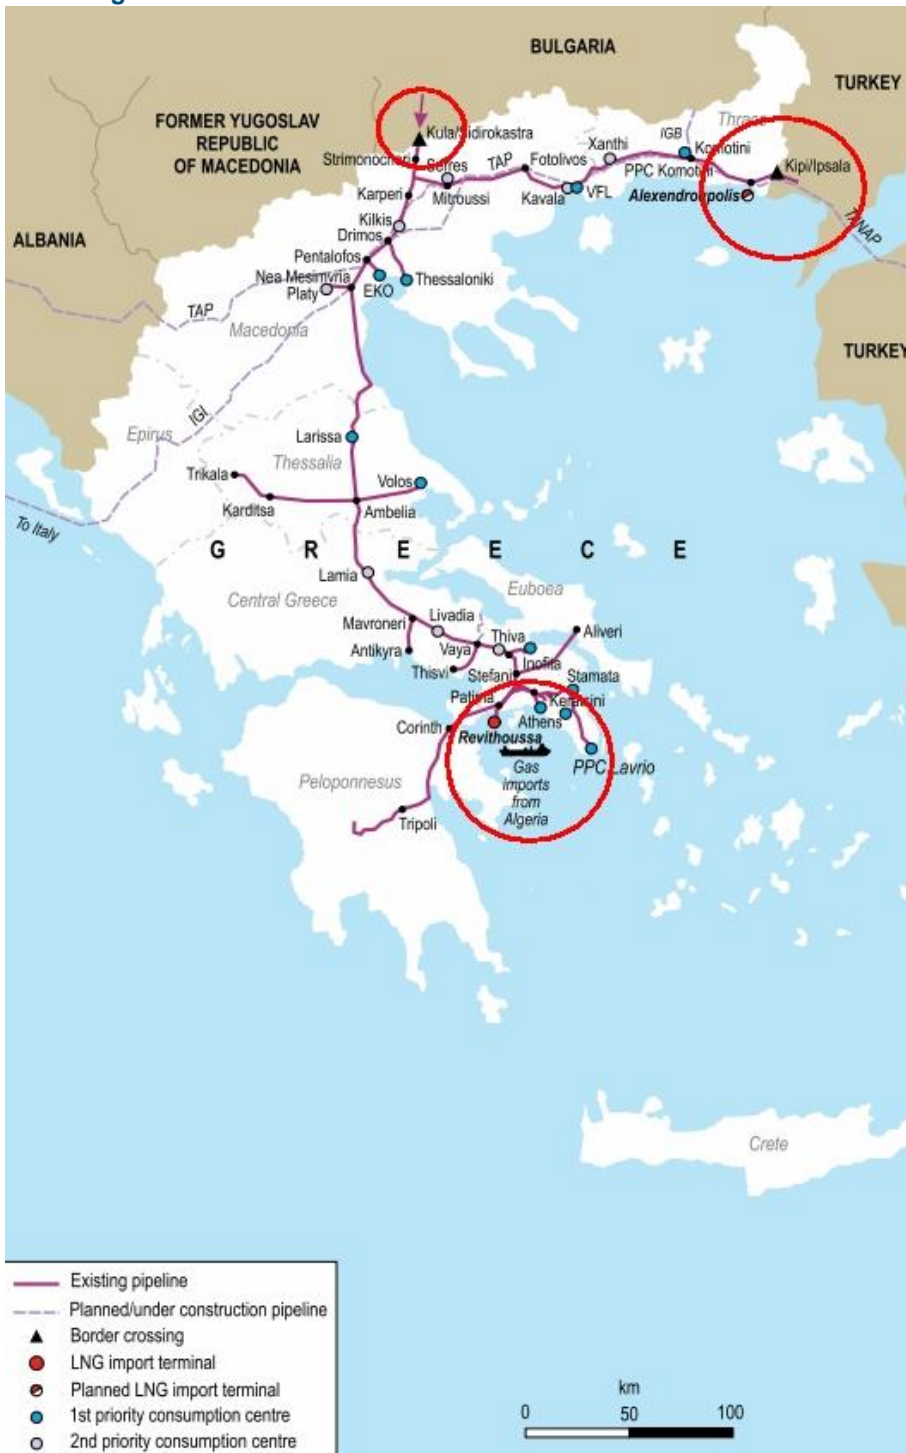 BULGARIA
TURKEY
FORMER YUGOSLAV
REPUBLIC
OF MACEDONIA
Kula/Sidirokastra
Thrace
Xanthi
IGB
Komotini
Strimonochori
Serres
TAP
Fotolivos
PPC Komotini
Kipi/Ipsala
Karperi
Mitroussi
Kavala
VFL
Alexendroupolis
Kilkis
TANAP
ALBANIA
Drimos
Pentalofos
Nea Mesimvria
Platy
EKO
Thessaloniki
TAP
Macedonia
TURKEY
IGI
Epirus
Larissa
Thessalia
Trikala
Volos
Karditsa
Ambelia
To Italy
G R E E C E
Lamia
Euboea
Central Greece
Livadia
Mavroneri
Thiva
Aliveri
Antikyra
Vaya
Inofita
Thisvi
Stefani
Stamata
Patima
Keratsini
Corinth
Revithoussa
Athens
Gas
imports
from
Algeria
PPC Lavrio
Peloponnesus
Tripoli
Crete
Existing pipeline
Planned/under construction pipeline
Border crossing
LNG import terminal
Planned LNG import terminal
1st priority consumption centre
2nd priority consumption centre
km
0 50 100